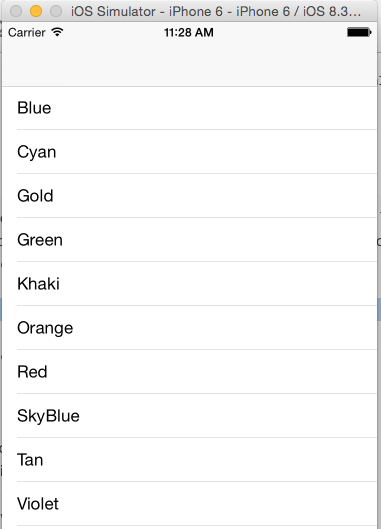 iOS Simulator - iPhone 6 - iPhone 6 / iOS 8.3...
Carrier 11:28 AM
Blue
Cyan
Gold
Green
Khaki
Orange
Red
SkyBlue
Tan
Violet